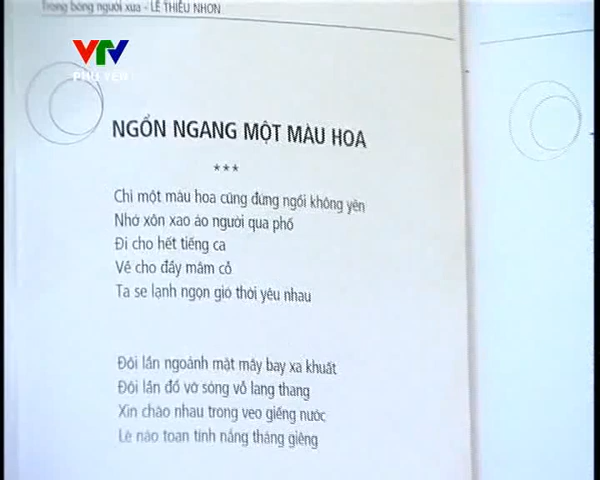 Trong bóng người xưa - LÊ THIẾU NHƠN
VTV
PHÚ YÊN
NGỔN NGANG MỘT MÀU HOA
***
Chỉ một màu hoa cũng đứng ngồi không yên
Nhớ xôn xao áo người qua phố
Đi cho hết tiếng ca
Về cho đầy mâm cỗ
Ta se lạnh ngọn gió thời yêu nhau
Đôi lần ngoảnh mặt mây bay xa khuất
Đôi lần đổ vỡ sóng vỗ lang thang
Xin chào nhau trong veo giếng nước
Lẽ nào toan tính nắng tháng giêng